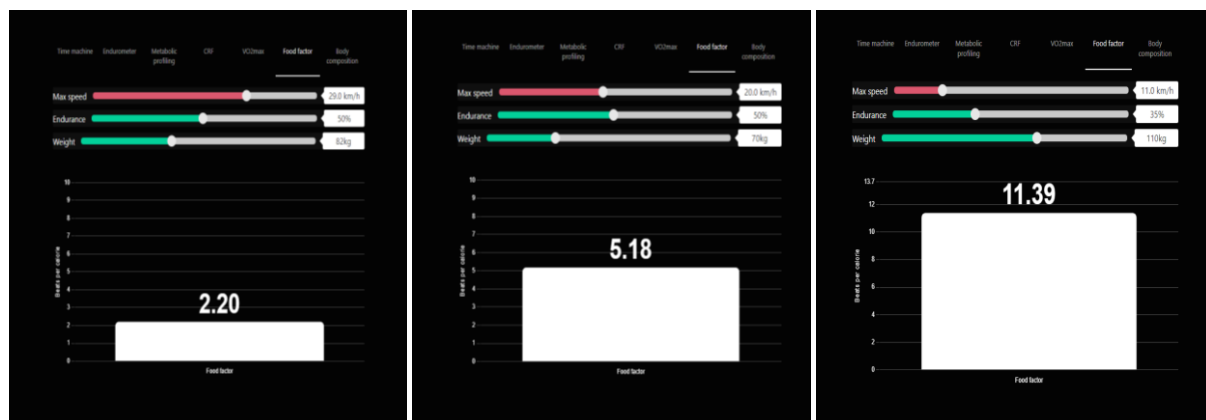 Time machine Endurometer Metabolic profiling CRF VO2max Food factor Body composition
Max speed 29.0 km/h
Endurance 50%
Weight 82kg
10
9
8
7
6
5
4
3
2
1
0
Beats per calorie
2.20
Food factor
Time machine Endurometer Metabolic profiling CRF VO2max Food factor Body composition
Max speed 20.0 km/h
Endurance 50%
Weight 70kg
10
9
8
7
6
5
4
3
2
1
0
Beats per calorie
5.18
Food factor
Time machine Endurometer Metabolic profiling CRF VO2max Food factor Body composition
Max speed 11.0 km/h
Endurance 35%
Weight 110kg
13.7
12
10
8
6
4
2
0
Beats per calorie
11.39
Food factor